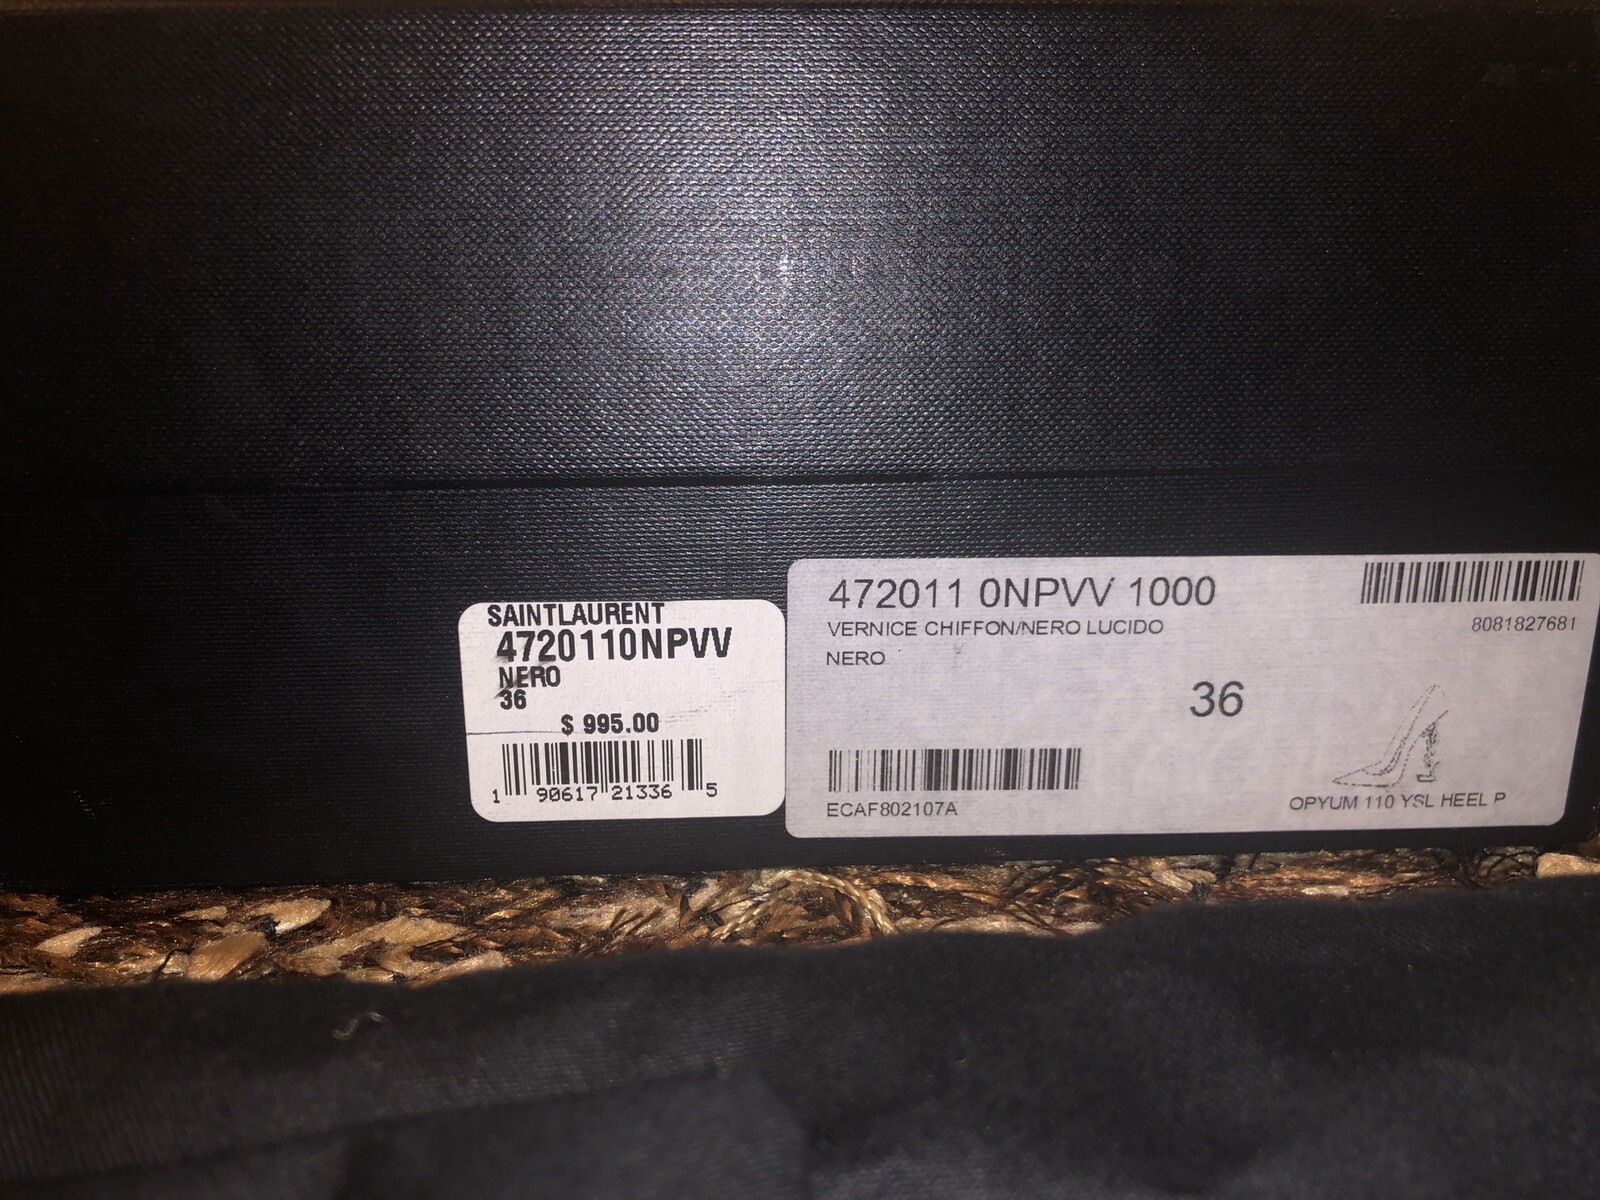 SAINTLAURENT
4720110NPVV
NERO
36
$ 995.00
1 90617 21336 5
472011 0NPVV 1000
8081827681
VERNICE CHIFFON/NERO LUCIDO
NERO
36
ECAF802107A
OPYUM 110 YSL HEEL P